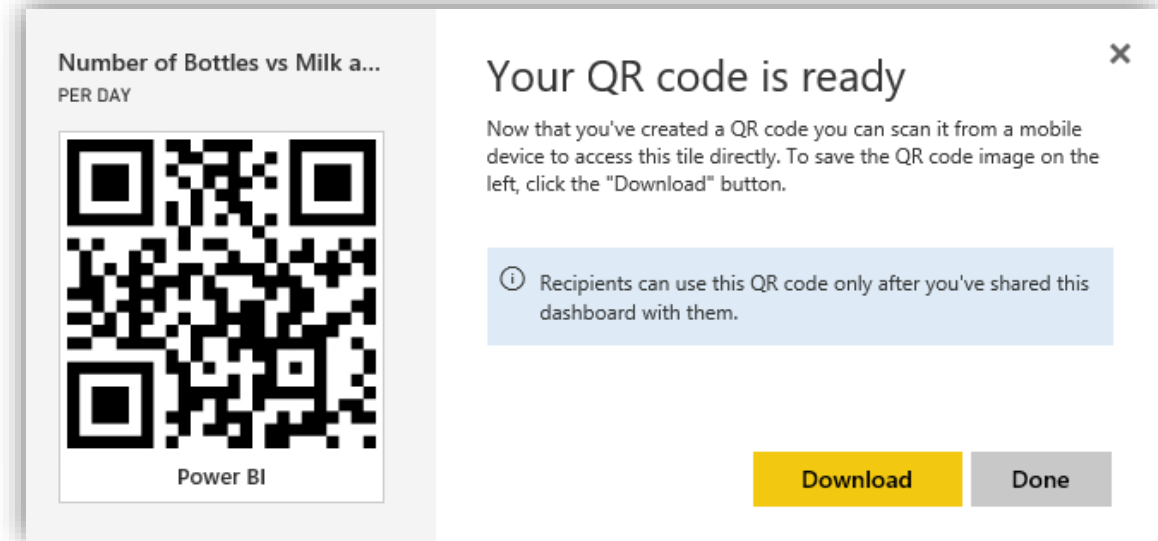 Number of Bottles vs Milk a...
PER DAY
Power BI
Your QR code is ready
Now that you've created a QR code you can scan it from a mobile
device to access this tile directly. To save the QR code image on the
left, click the "Download" button.
Recipients can use this QR code only after you've shared this
dashboard with them.
Download
Done